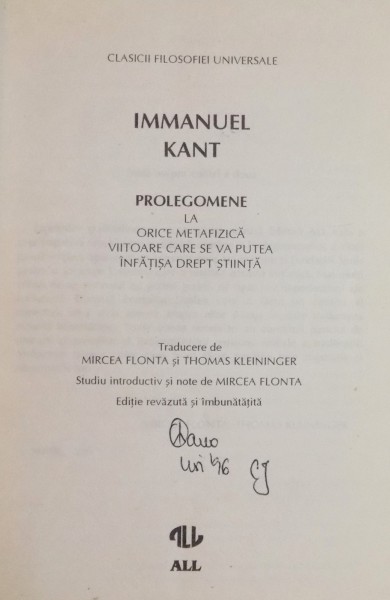 CLASICII FILOSOFIEI UNIVERSALE
IMMANUEL
KANT
PROLEGOMENE
LA
ORICE METAFIZICĂ
VIITOARE CARE SE VA PUTEA
ÎNFĂȚIȘA DREPT ȘTIINȚĂ
Traducere de
MIRCEA FLONTA și THOMAS KLEININGER
Studiu introductiv și note de MIRCEA FLONTA
Ediție revăzută și îmbunătățită
ALL
ALL